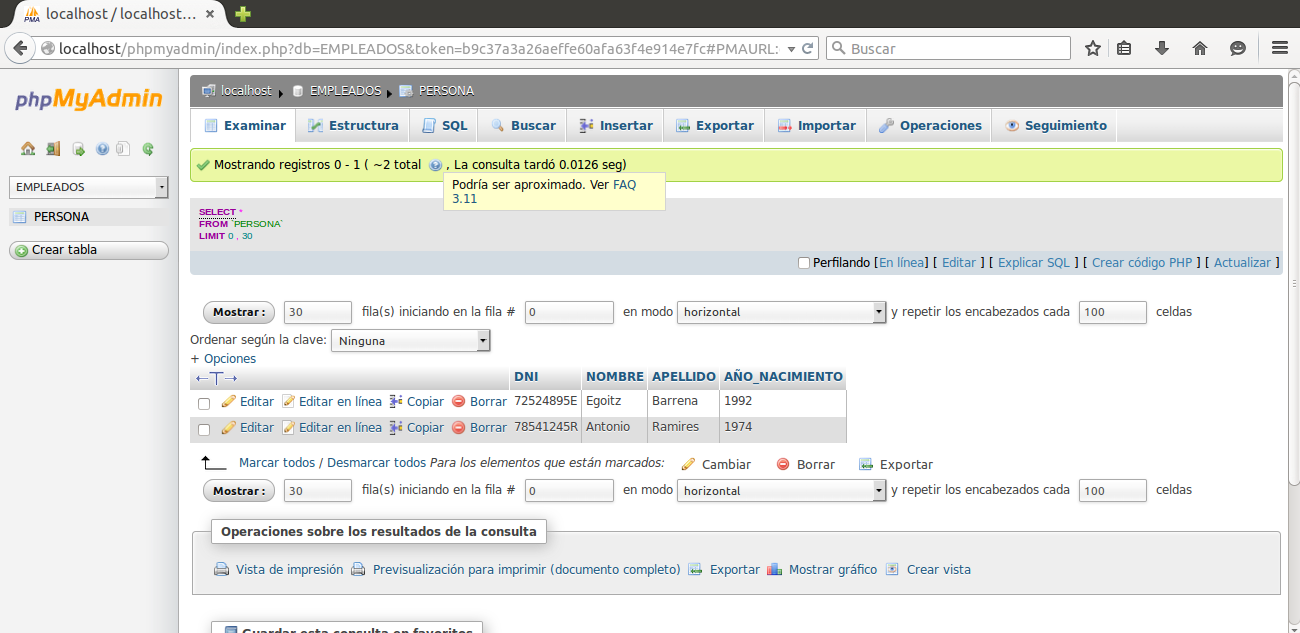 localhost / localhost...
localhost/phpmyadmin/index.php?db=EMPLEADOS&token=b9c37a3a26aeffe60afa63f4e914e7fc#PMAURL:
Buscar
phpMyAdmin
EMPLEADOS
PERSONA
Crear tabla
localhost EMPLEADOS PERSONA
Examinar Estructura SQL Buscar Insertar Exportar Importar Operaciones Seguimiento
Mostrando registros 0 - 1 ( ~2 total , La consulta tardó 0.0126 seg)
Podría ser aproximado. Ver FAQ
3.11
SELECT *
FROM `PERSONA`
LIMIT 0 , 30
Perfilando [En línea] [ Editar ] [ Explicar SQL ] [ Crear código PHP ] [ Actualizar ]
Mostrar : 30 fila(s) iniciando en la fila # 0 en modo horizontal y repetir los encabezados cada 100 celdas
Ordenar según la clave: Ninguna
+ Opciones
←T→ DNI NOMBRE APELLIDO AÑO_NACIMIENTO
Editar Editar en línea Copiar Borrar 72524895E Egoitz Barrena 1992
Editar Editar en línea Copiar Borrar 78541245R Antonio Ramires 1974
Marcar todos / Desmarcar todos Para los elementos que están marcados: Cambiar Borrar Exportar
Mostrar : 30 fila(s) iniciando en la fila # 0 en modo horizontal y repetir los encabezados cada 100 celdas
Operaciones sobre los resultados de la consulta
Vista de impresión Previsualización para imprimir (documento completo) Exportar Mostrar gráfico Crear vista
Guardar esta consulta en favoritos